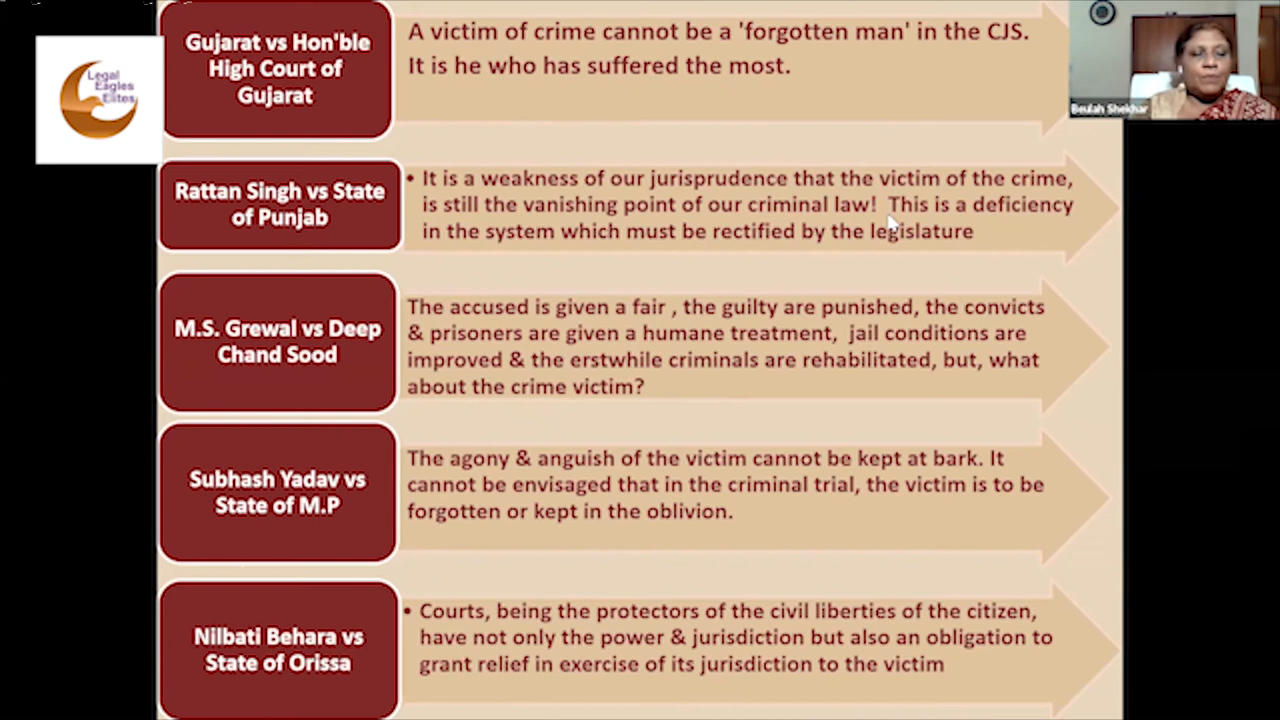 Legal
Eagles
Elites
Gujarat vs Hon'ble
High Court of
Gujarat
A victim of crime cannot be a 'forgotten man' in the CJS.
It is he who has suffered the most.
Beulah Shekhar
Rattan Singh vs State
of Punjab
• It is a weakness of our jurisprudence that the victim of the crime,
is still the vanishing point of our criminal law! This is a deficiency
in the system which must be rectified by the legislature
M.S. Grewal vs Deep
Chand Sood
The accused is given a fair , the guilty are punished, the convicts
& prisoners are given a humane treatment, jail conditions are
improved & the erstwhile criminals are rehabilitated, but, what
about the crime victim?
Subhash Yadav vs
State of M.P
The agony & anguish of the victim cannot be kept at bark. It
cannot be envisaged that in the criminal trial, the victim is to be
forgotten or kept in the oblivion.
Nilbati Behara vs
State of Orissa
• Courts, being the protectors of the civil liberties of the citizen,
have not only the power & jurisdiction but also an obligation to
grant relief in exercise of its jurisdiction to the victim